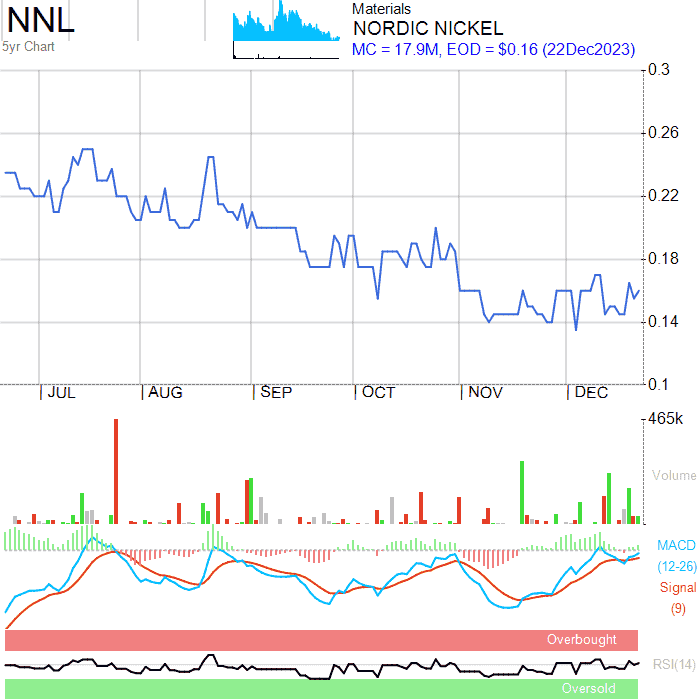 NNL
5yr Chart
Materials
NORDIC NICKEL
MC = 17.9M, EOD = $0.16 (22Dec2023)
0.3
0.26
0.22
0.18
0.14
0.1
JUL AUG SEP OCT NOV DEC
465k
Volume
MACD
(12-26)
Signal
(9)
Overbought
RSI(14)
Oversold